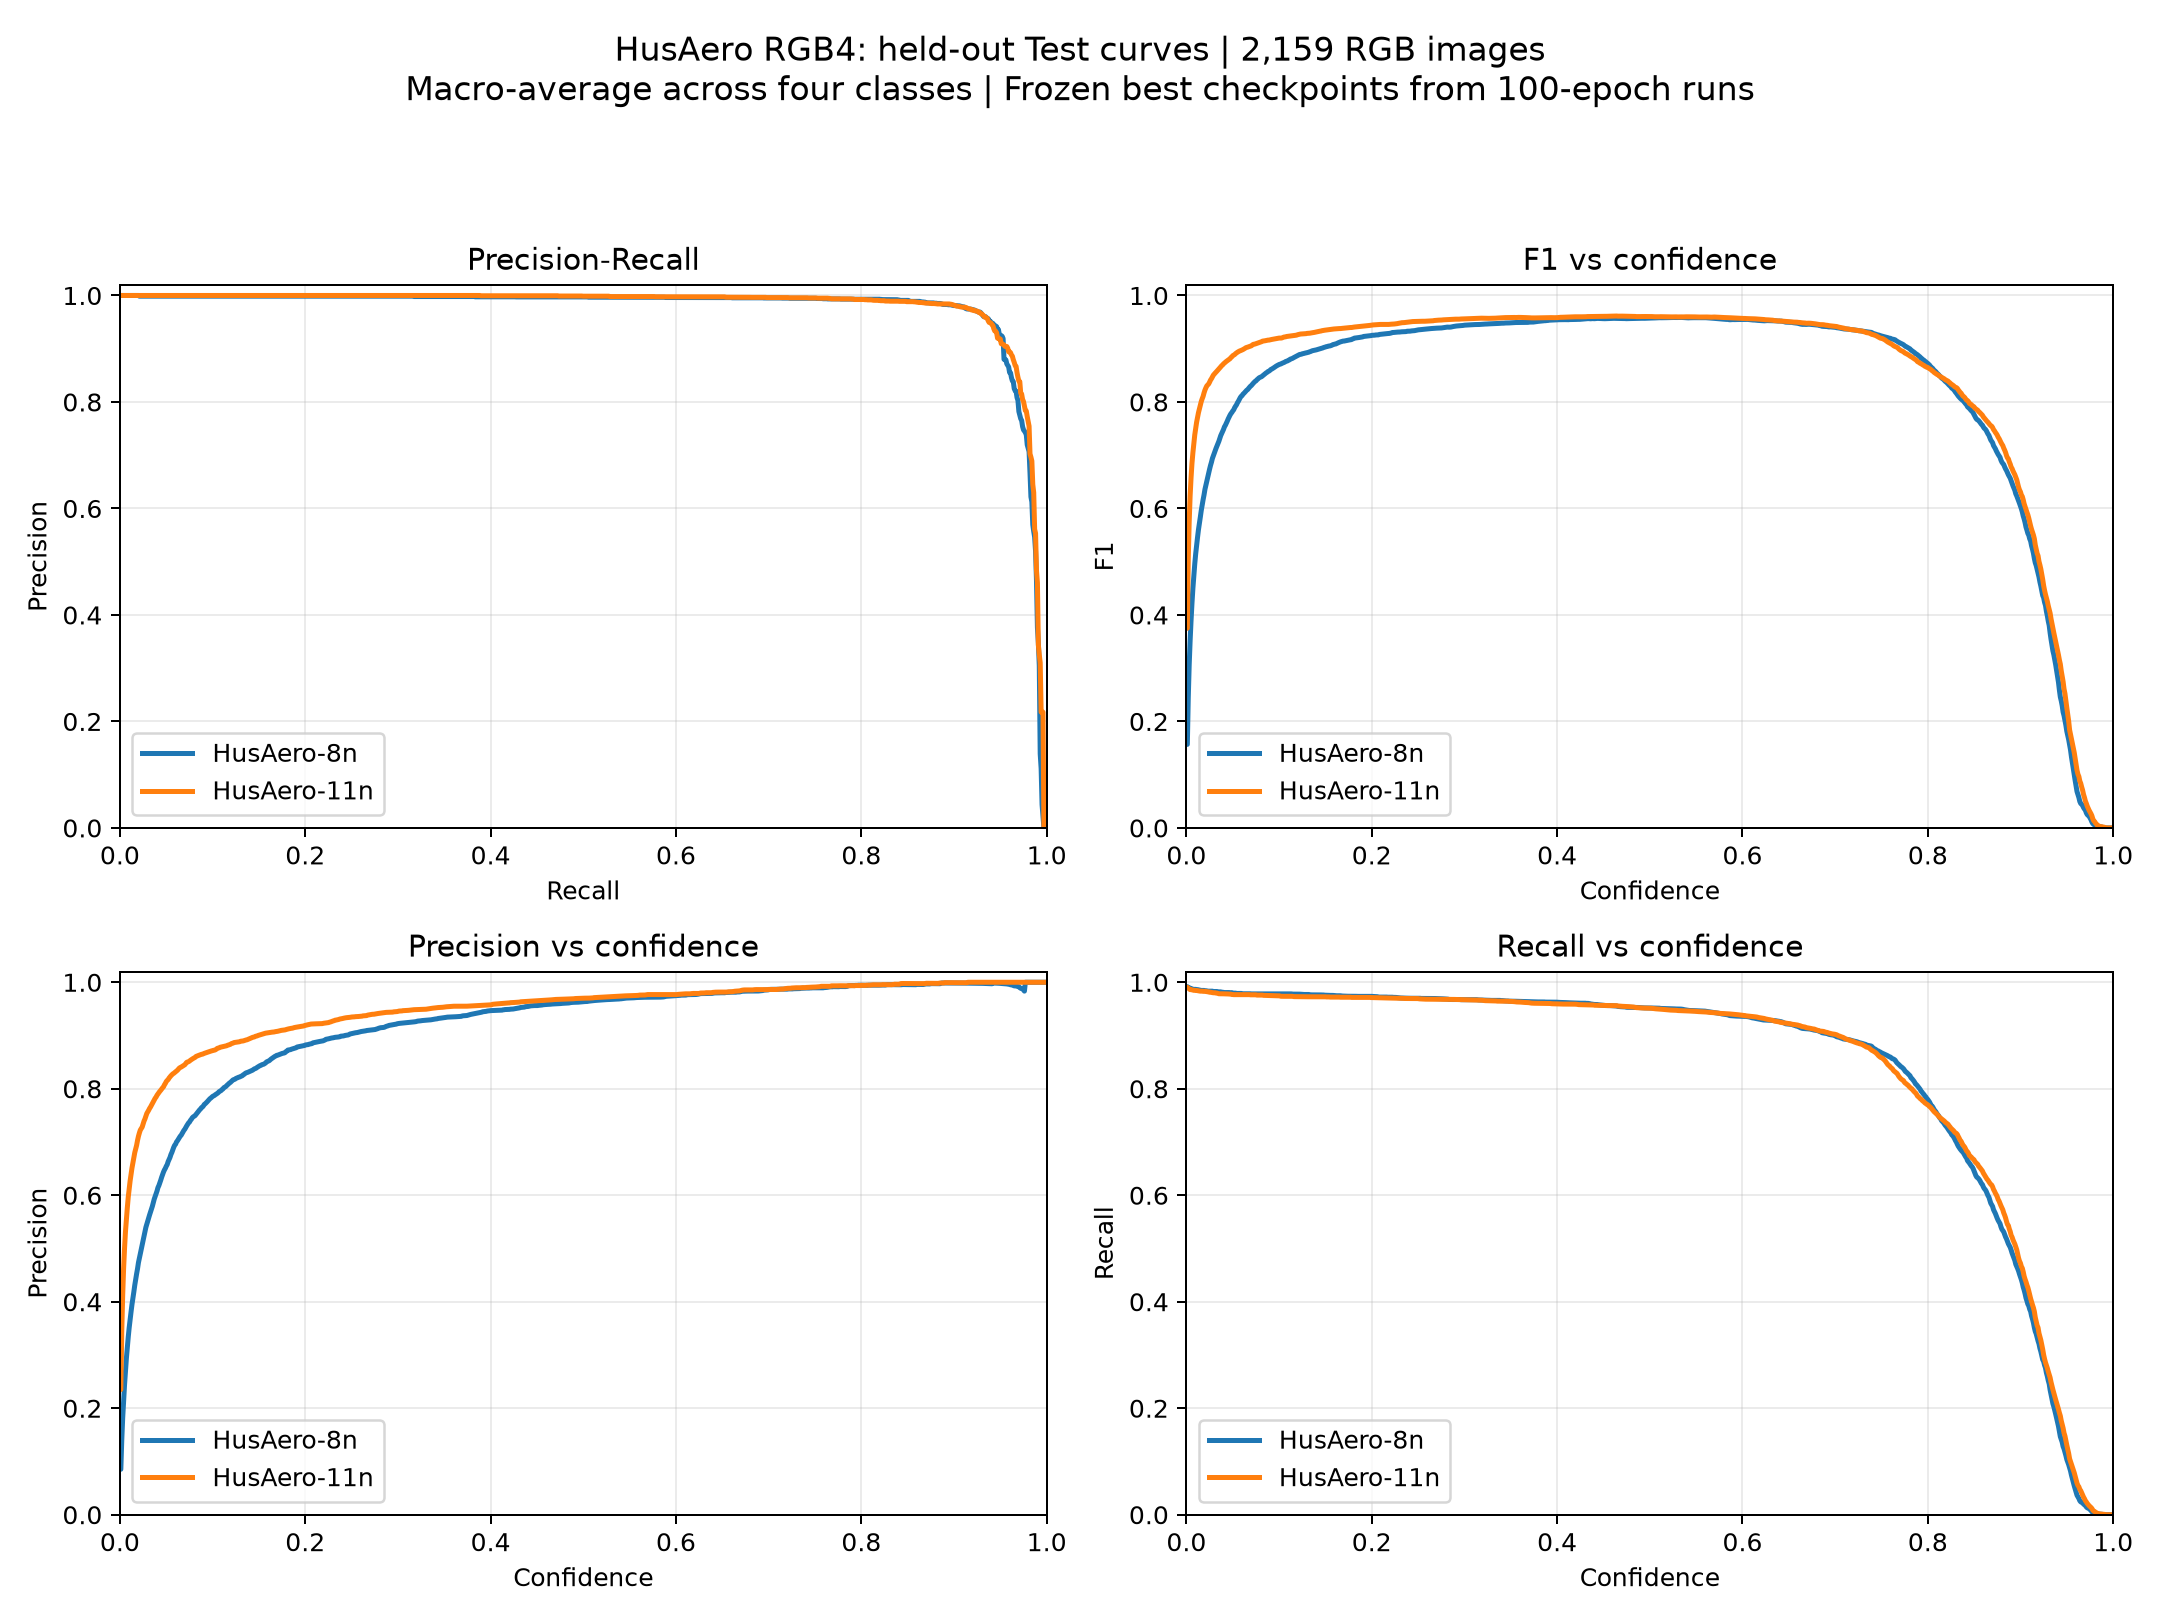 HusAero RGB4: held-out Test curves | 2,159 RGB images
Macro-average across four classes | Frozen best checkpoints from 100-epoch runs
Precision-Recall
1.0
0.8
0.6
0.4
0.2
0.0
Precision
HusAero-8n
HusAero-11n
0.0 0.2 0.4 0.6 0.8 1.0
Recall
F1 vs confidence
1.0
0.8
0.6
0.4
0.2
0.0
F1
HusAero-8n
HusAero-11n
0.0 0.2 0.4 0.6 0.8 1.0
Confidence
Precision vs confidence
1.0
0.8
0.6
0.4
0.2
0.0
Precision
HusAero-8n
HusAero-11n
0.0 0.2 0.4 0.6 0.8 1.0
Confidence
Recall vs confidence
1.0
0.8
0.6
0.4
0.2
0.0
Recall
HusAero-8n
HusAero-11n
0.0 0.2 0.4 0.6 0.8 1.0
Confidence